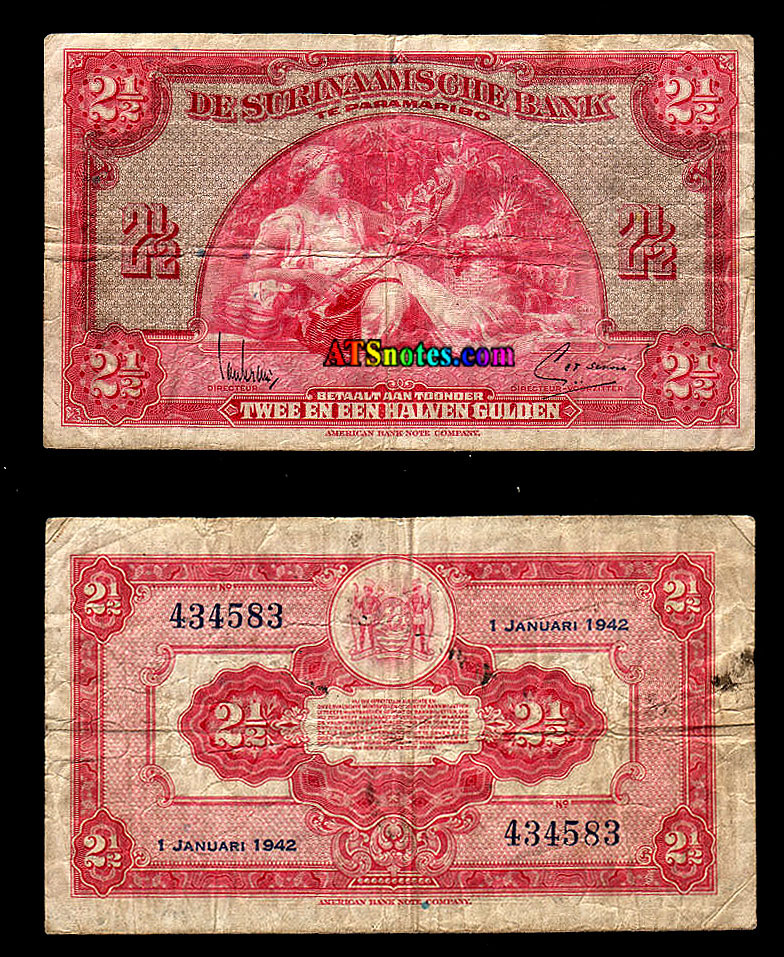 2½ 2½
DE SURINAAMSCHE BANK
TE PARAMARIBO
2½ 2½
ATSnotes.com
2½ 2½
DIRECTEUR DIRECTEUR-VOORZITTER
BETAALT AAN TOONDER
TWEE EN EEN HALVEN GULDEN
AMERICAN BANK NOTE COMPANY.
2½ 2½
No
434583
1 JANUARI 1942
2½ 2½
No
434583
1 JANUARI 1942
2½ 2½
AMERICAN BANK NOTE COMPANY.